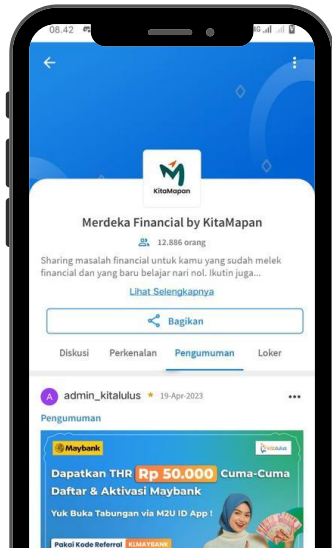 08.42
4G
KitaMapan
Merdeka Financial by KitaMapan
12.886 orang
Sharing masalah financial untuk kamu yang sudah melek
financial dan yang baru belajar nari nol. Ikutin juga...
Lihat Selengkapnya
Bagikan
Diskusi Perkenalan Pengumuman Loker
A admin_kitalulus 19-Apr-2023
Pengumuman
Maybank kitalulus
Dapatkan THR Rp 50.000 Cuma-Cuma
Daftar & Aktivasi Maybank
Yuk Buka Tabungan via M2U ID App !
Pakai Kode Referral KLMAYBANK